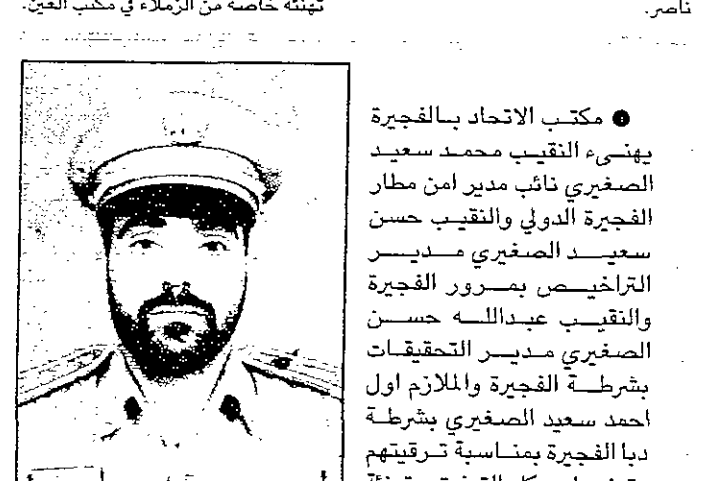 ناصر.
تهنئة خاصة من الزملاء في مكتب العين.
● مكتب الاتحاد بالفجيرة
يهنىء النقيب محمد سعيد
الصغيري نائب مدير امن مطار
الفجيرة الدولي والنقيب حسن
سعيد الصغيري مدير
التراخيص بمرور الفجيرة
والنقيب عبدالله حسن
الصغيري مدير التحقيقات
بشرطة الفجيرة والملازم اول
احمد سعيد الصغيري بشرطة
دبا الفجيرة بمناسبة ترقيتهم